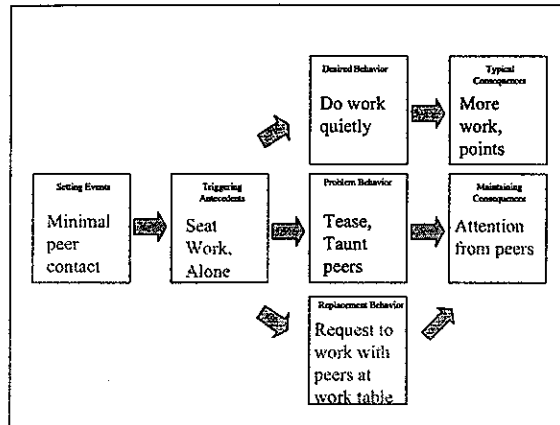 Desired Behavior
Do work
quietly
Typical
Consequences
More
work,
points
Setting Events
Minimal
peer
contact
Triggering
Antecedents
Seat
Work,
Alone
Problem Behavior
Tease,
Taunt
peers
Maintaining
Consequences
Attention
from peers
Replacement Behavior
Request to
work with
peers at
work table